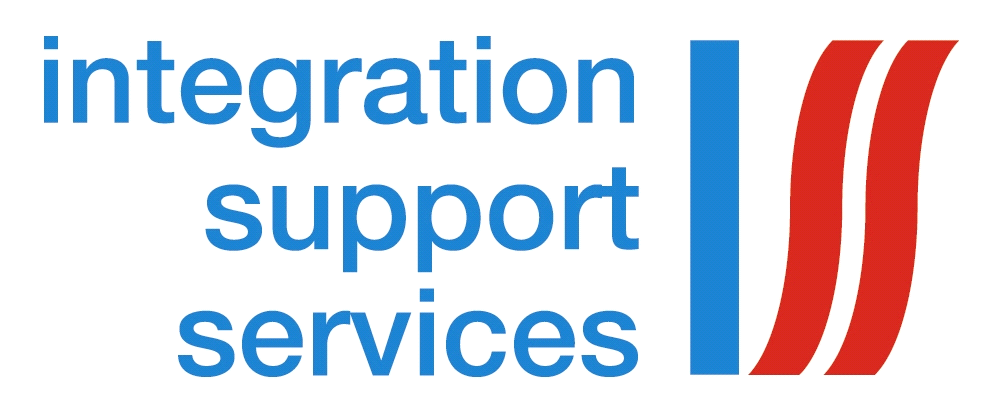 integration
support
services